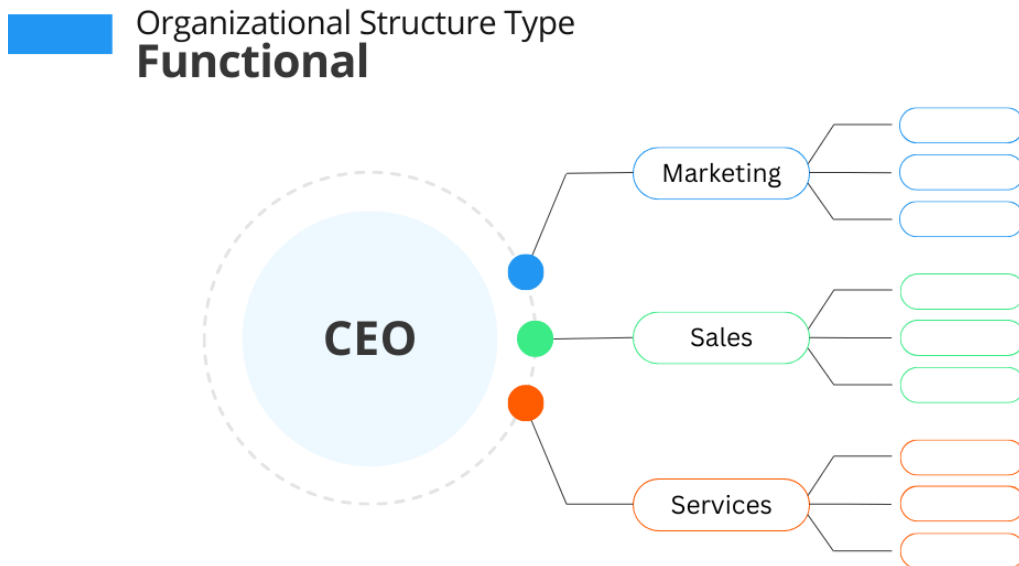 Organizational Structure Type
Functional
CEO
Marketing
Sales
Services